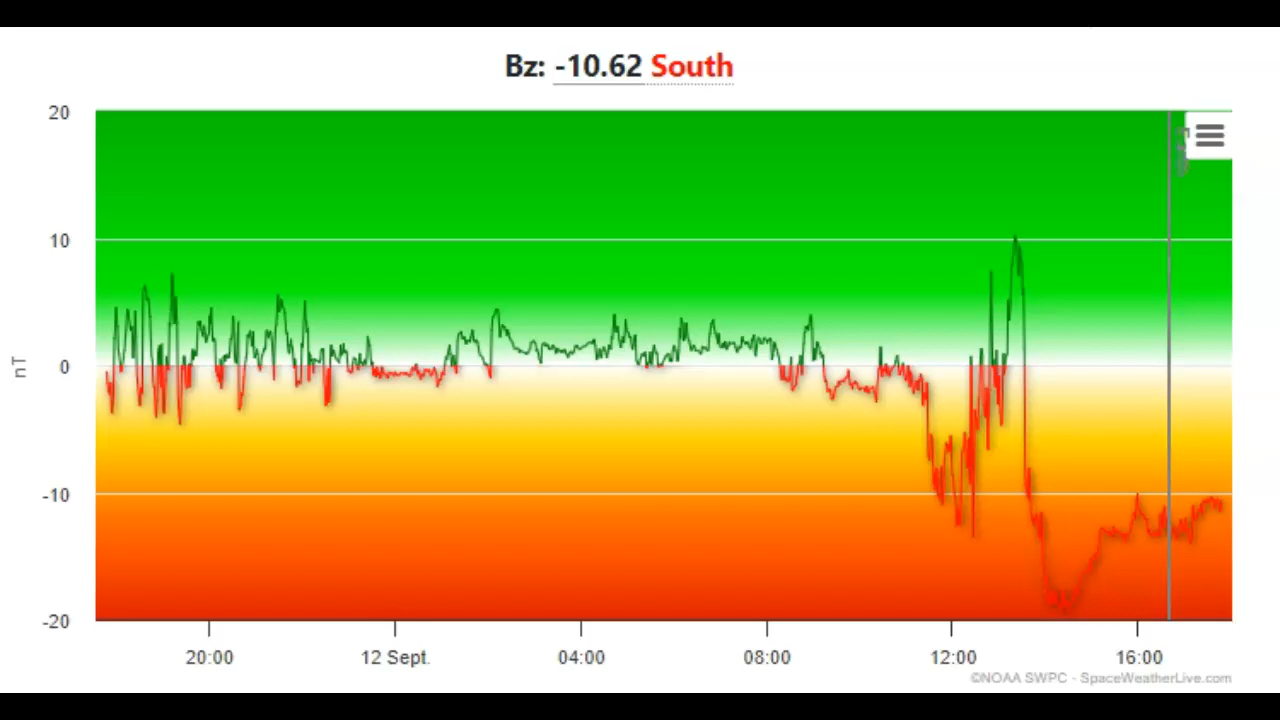 Bz: -10.62 South
20
10
0
-10
-20
nT
20:00 12 Sept. 04:00 08:00 12:00 16:00
©NOAA SWPC - SpaceWeatherLive.com